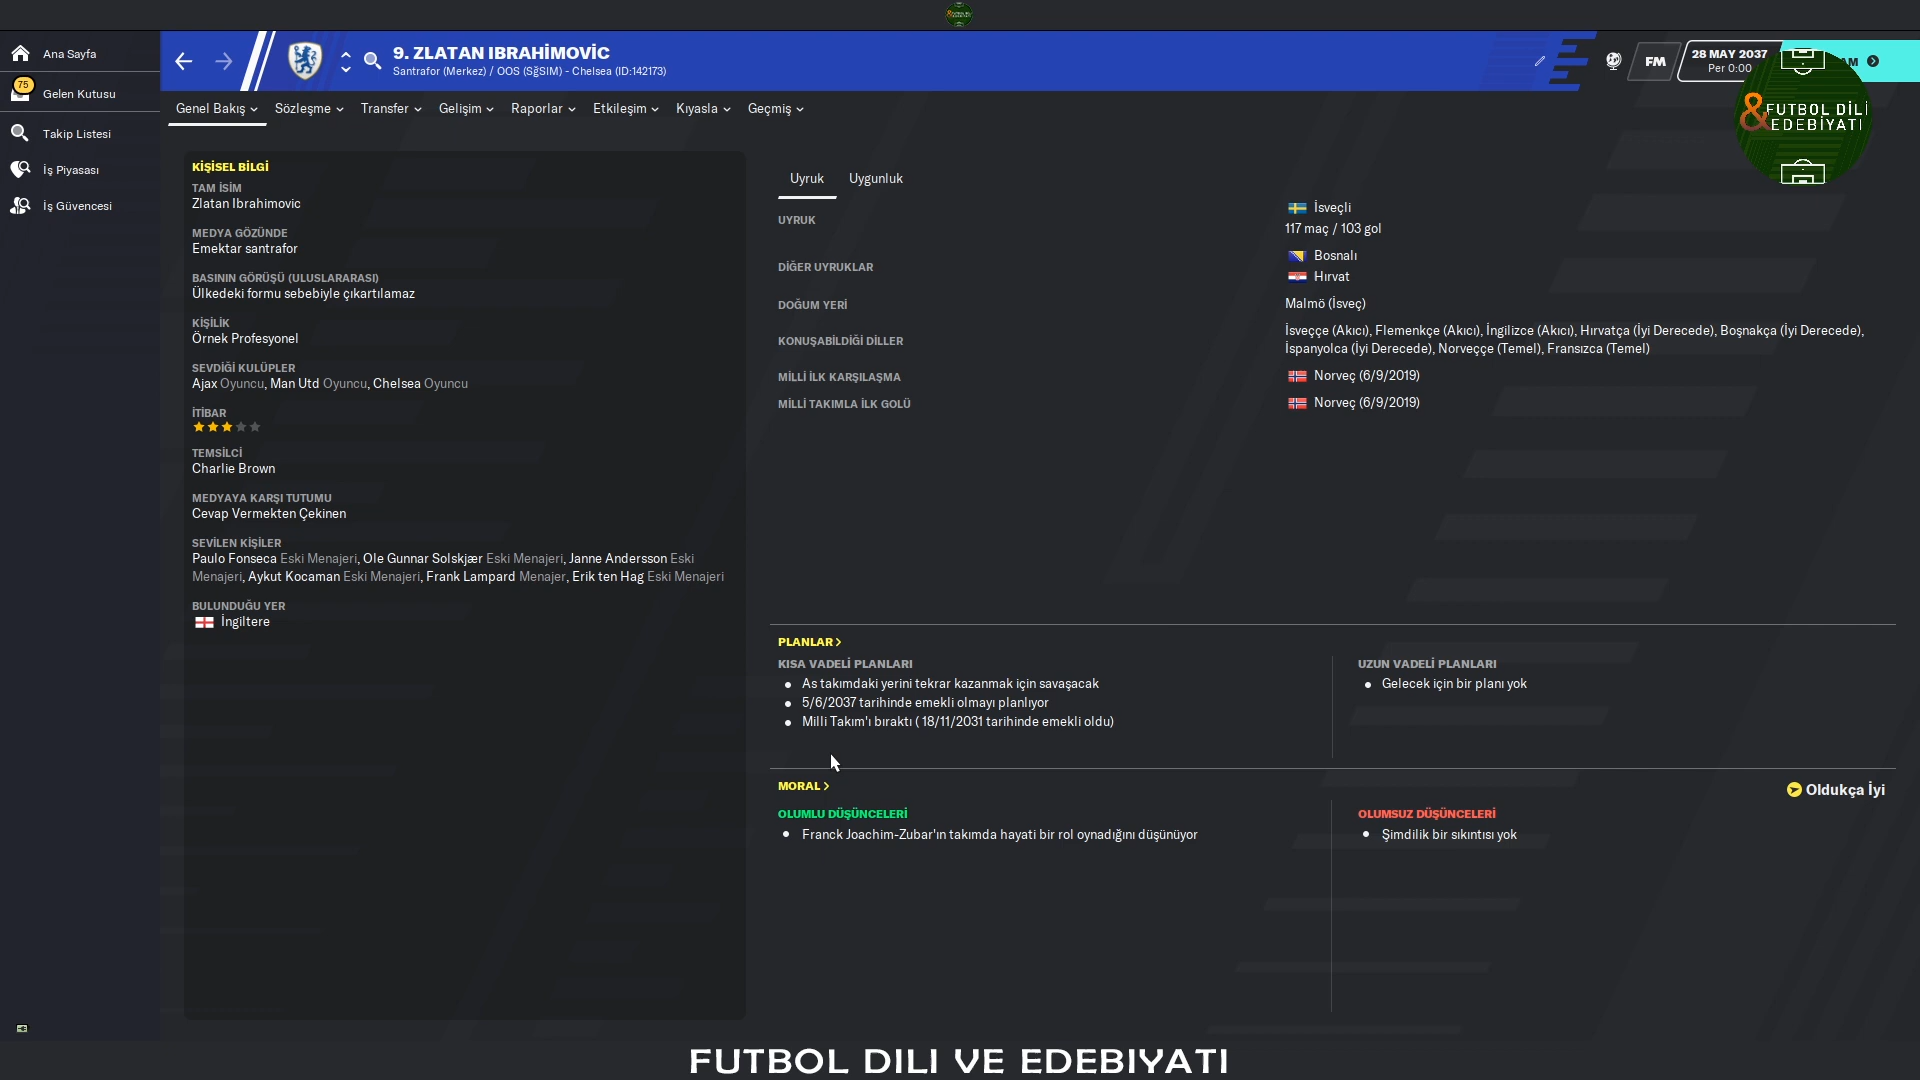 Ana Sayfa
75
Gelen Kutusu
Takip Listesi
İş Piyasası
İş Güvencesi
9. ZLATAN IBRAHİMOVİC
Santrafor (Merkez) / OOS (SğSIM) - Chelsea (ID:142173)
FM
28 MAY 2037
Per 0:00
AM
& FUTBOL DİLİ
EDEBİYATI
Genel Bakış Sözleşme Transfer Gelişim Raporlar Etkileşim Kıyasla Geçmiş
KİŞİSEL BİLGİ
TAM İSİM
Zlatan Ibrahimovic
MEDYA GÖZÜNDE
Emektar santrafor
BASININ GÖRÜŞÜ (ULUSLARARASI)
Ülkedeki formu sebebiyle çıkartılamaz
KİŞİLİK
Örnek Profesyonel
SEVDİĞİ KULÜPLER
Ajax Oyuncu, Man Utd Oyuncu, Chelsea Oyuncu
İTİBAR
TEMSİLCİ
Charlie Brown
MEDYAYA KARŞI TUTUMU
Cevap Vermekten Çekinen
SEVİLEN KİŞİLER
Paulo Fonseca Eski Menajeri, Ole Gunnar Solskjær Eski Menajeri, Janne Andersson Eski
Menajeri, Aykut Kocaman Eski Menajeri, Frank Lampard Menajer, Erik ten Hag Eski Menajeri
BULUNDUĞU YER
İngiltere
Uyruk Uygunluk
UYRUK
İsveçli
117 maç / 103 gol
DİĞER UYRUKLAR
Bosnalı
Hırvat
DOĞUM YERİ
Malmö (İsveç)
KONUŞABİLDİĞİ DİLLER
İsveççe (Akıcı), Flemenkçe (Akıcı), İngilizce (Akıcı), Hırvatça (İyi Derecede), Boşnakça (İyi Derecede),
İspanyolca (İyi Derecede), Norveççe (Temel), Fransızca (Temel)
MİLLİ İLK KARŞILAŞMA
Norveç (6/9/2019)
MİLLİ TAKIMLA İLK GOLÜ
Norveç (6/9/2019)
PLANLAR
KISA VADELİ PLANLARI
As takımdaki yerini tekrar kazanmak için savaşacak
5/6/2037 tarihinde emekli olmayı planlıyor
Milli Takım'ı bıraktı ( 18/11/2031 tarihinde emekli oldu)
UZUN VADELİ PLANLARI
Gelecek için bir planı yok
MORAL
Oldukça İyi
OLUMLU DÜŞÜNCELERİ
Franck Joachim-Zubar'ın takımda hayati bir rol oynadığını düşünüyor
OLUMSUZ DÜŞÜNCELERİ
Şimdilik bir sıkıntısı yok
FUTBOL DILI VE EDEBIYATI